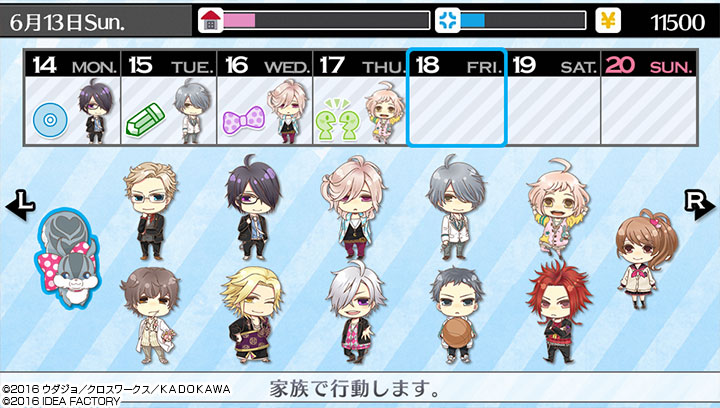 6月13日Sun.
¥
11500
14 MON.
15 TUE.
16 WED.
17 THU.
18 FRI.
19 SAT.
20 SUN.
L
R
家族で行動します。
©2016 ウダジョ/クロスワークス/KADOKAWA
©2016 IDEA FACTORY